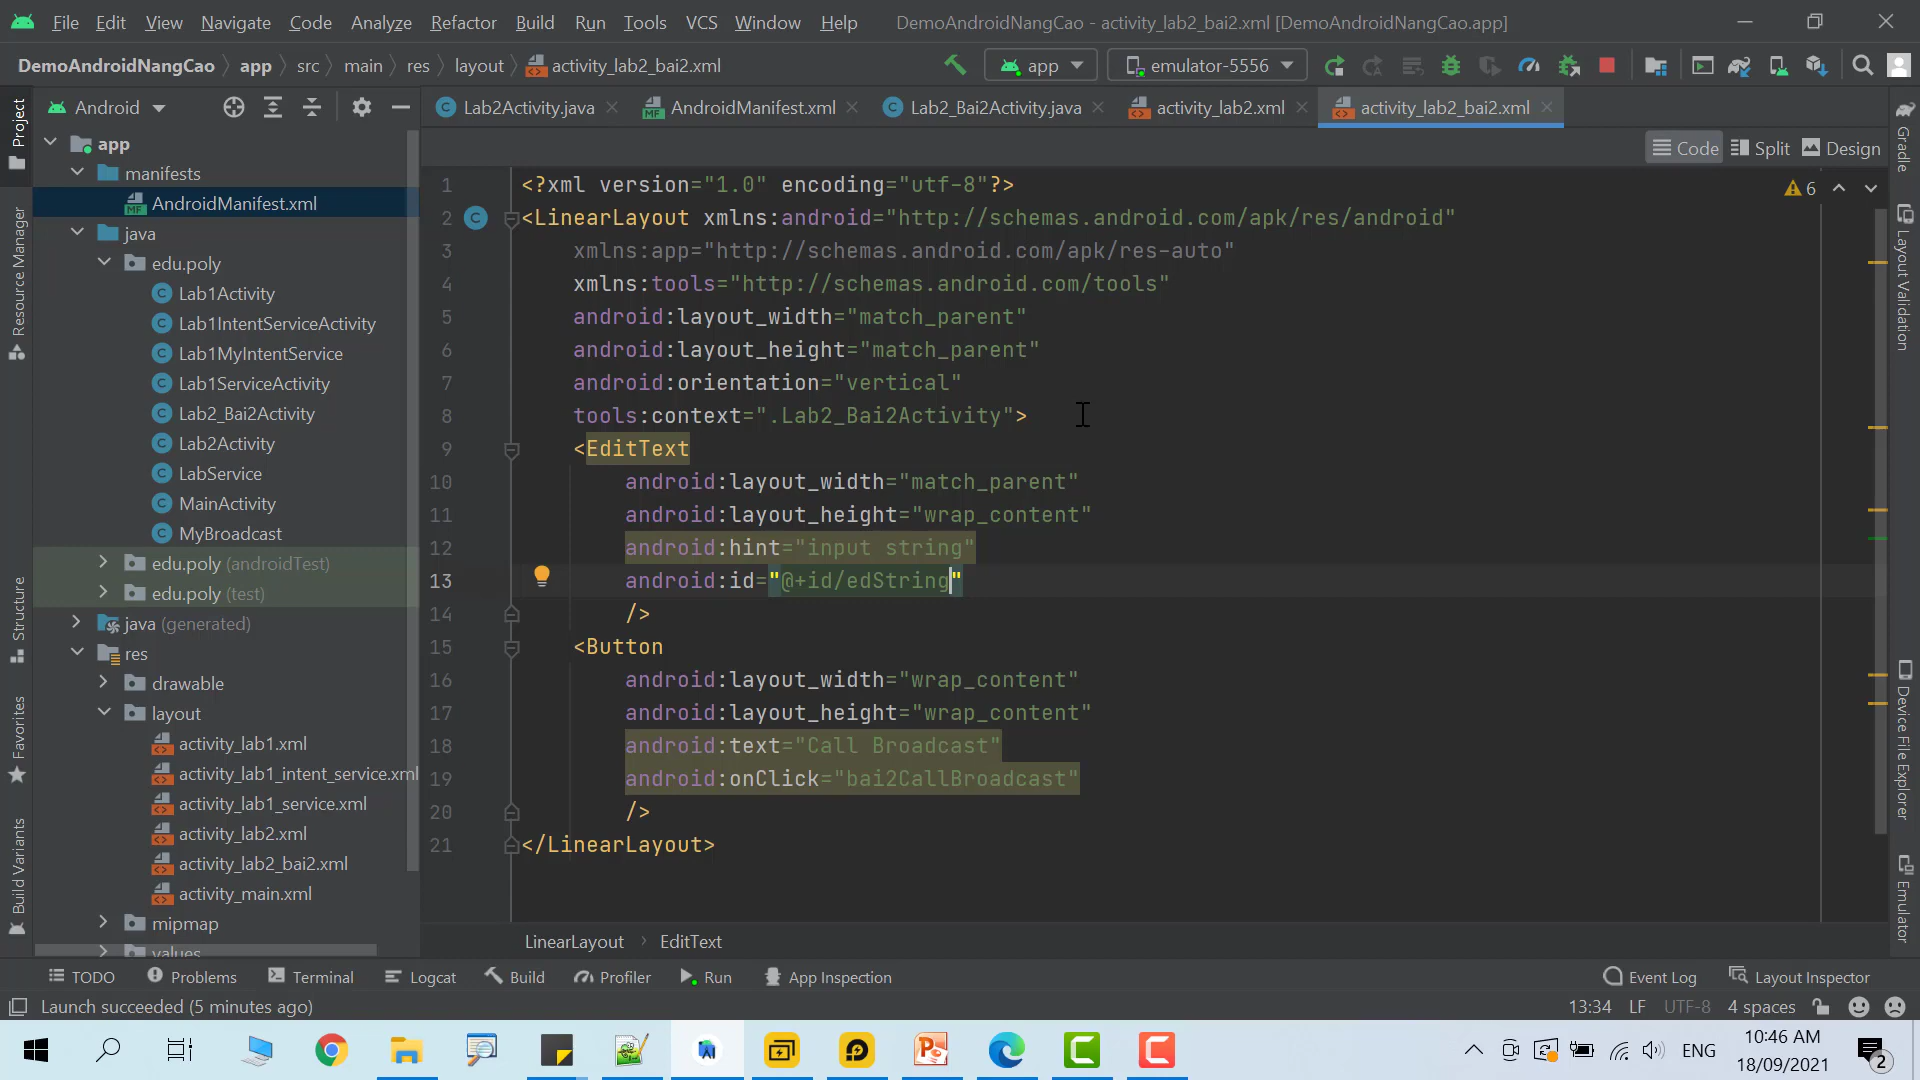 File Edit View Navigate Code Analyze Refactor Build Run Tools VCS Window Help DemoAndroidNangCao - activity_lab2_bai2.xml [DemoAndroidNangCao.app]
DemoAndroidNangCao app src main res layout activity_lab2_bai2.xml app emulator-5556
Android
Lab2Activity.java AndroidManifest.xml Lab2_Bai2Activity.java activity_lab2.xml activity_lab2_bai2.xml
Code Split Design
6
Project
Resource Manager
Structure
Favorites
Build Variants
app
manifests
AndroidManifest.xml
java
edu.poly
Lab1Activity
Lab1IntentServiceActivity
Lab1MyIntentService
Lab1ServiceActivity
Lab2_Bai2Activity
Lab2Activity
LabService
MainActivity
MyBroadcast
edu.poly (androidTest)
edu.poly (test)
java (generated)
res
drawable
layout
activity_lab1.xml
activity_lab1_intent_service.xml
activity_lab1_service.xml
activity_lab2.xml
activity_lab2_bai2.xml
activity_main.xml
mipmap
values
1 <?xml version="1.0" encoding="utf-8"?>
2 <LinearLayout xmlns:android="http://schemas.android.com/apk/res/android"
3 xmlns:app="http://schemas.android.com/apk/res-auto"
4 xmlns:tools="http://schemas.android.com/tools"
5 android:layout_width="match_parent"
6 android:layout_height="match_parent"
7 android:orientation="vertical"
8 tools:context=".Lab2_Bai2Activity">
9 <EditText
10 android:layout_width="match_parent"
11 android:layout_height="wrap_content"
12 android:hint="input string"
13 android:id="@+id/edString"
14 />
15 <Button
16 android:layout_width="wrap_content"
17 android:layout_height="wrap_content"
18 android:text="Call Broadcast"
19 android:onClick="bai2CallBroadcast"
20 />
21 </LinearLayout>
LinearLayout EditText
Gradle
Layout Validation
Device File Explorer
Emulator
TODO Problems Terminal Logcat Build Profiler Run App Inspection Event Log Layout Inspector
Launch succeeded (5 minutes ago) 13:34 LF UTF-8 4 spaces
ENG 10:46 AM
18/09/2021 2